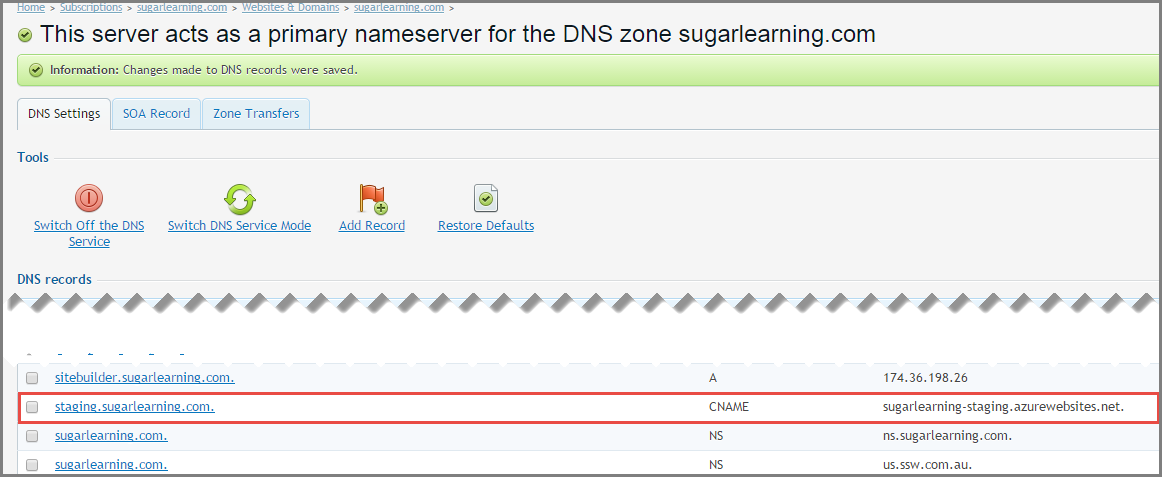 Home > Subscriptions > sugarlearning.com > Websites & Domains > sugarlearning.com >
This server acts as a primary nameserver for the DNS zone sugarlearning.com
Information: Changes made to DNS records were saved.
DNS Settings SOA Record Zone Transfers
Tools
Switch Off the DNS Service Switch DNS Service Mode Add Record Restore Defaults
DNS records
sitebuilder.sugarlearning.com. A 174.36.198.26
staging.sugarlearning.com. CNAME sugarlearning-staging.azurewebsites.net.
sugarlearning.com. NS ns.sugarlearning.com.
sugarlearning.com. NS us.ssw.com.au.